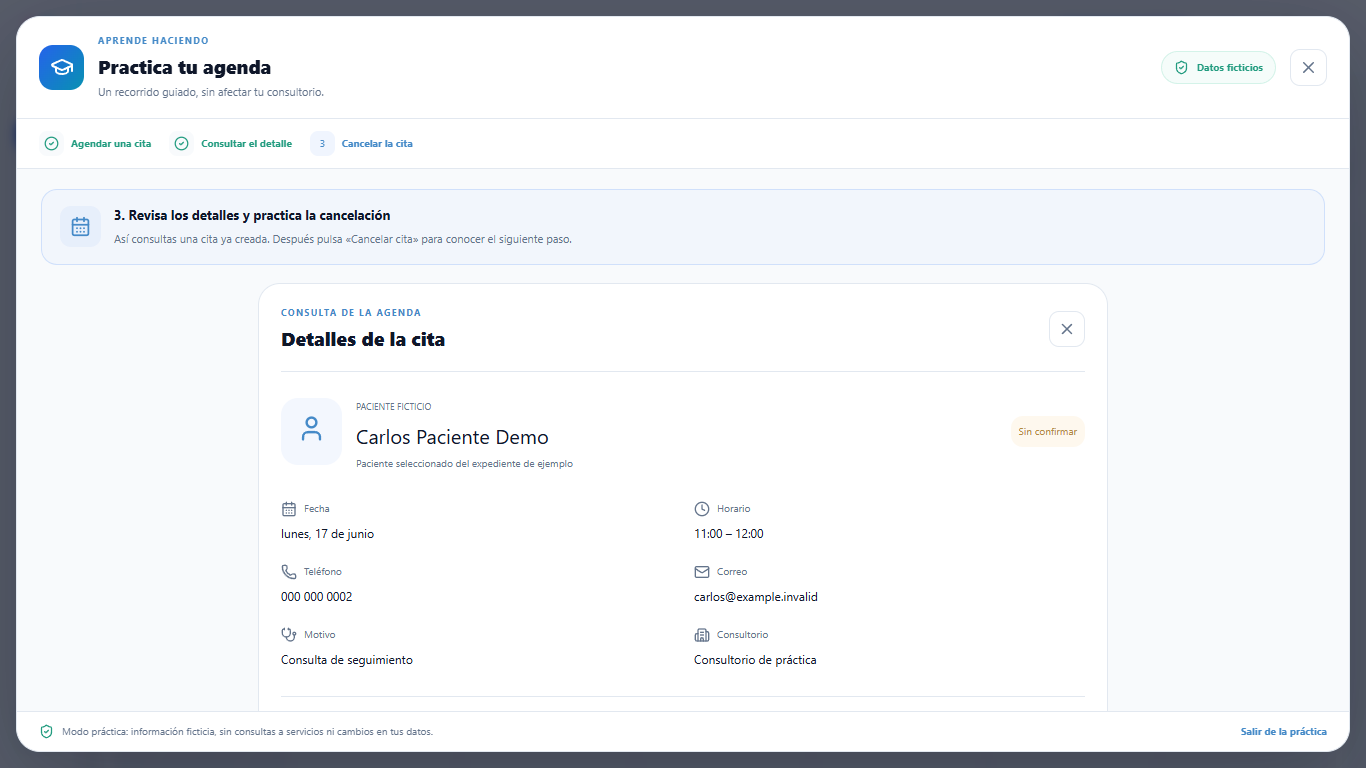 APRENDE HACIENDO
Practica tu agenda
Un recorrido guiado, sin afectar tu consultorio.
Datos ficticios
Agendar una cita
Consultar el detalle
3 Cancelar la cita
3. Revisa los detalles y practica la cancelación
Así consultas una cita ya creada. Después pulsa «Cancelar cita» para conocer el siguiente paso.
CONSULTA DE LA AGENDA
Detalles de la cita
PACIENTE FICTICIO
Carlos Paciente Demo
Paciente seleccionado del expediente de ejemplo
Sin confirmar
Fecha
lunes, 17 de junio
Horario
11:00 – 12:00
Teléfono
000 000 0002
Correo
carlos@example.invalid
Motivo
Consulta de seguimiento
Consultorio
Consultorio de práctica
Modo práctica: información ficticia, sin consultas a servicios ni cambios en tus datos.
Salir de la práctica